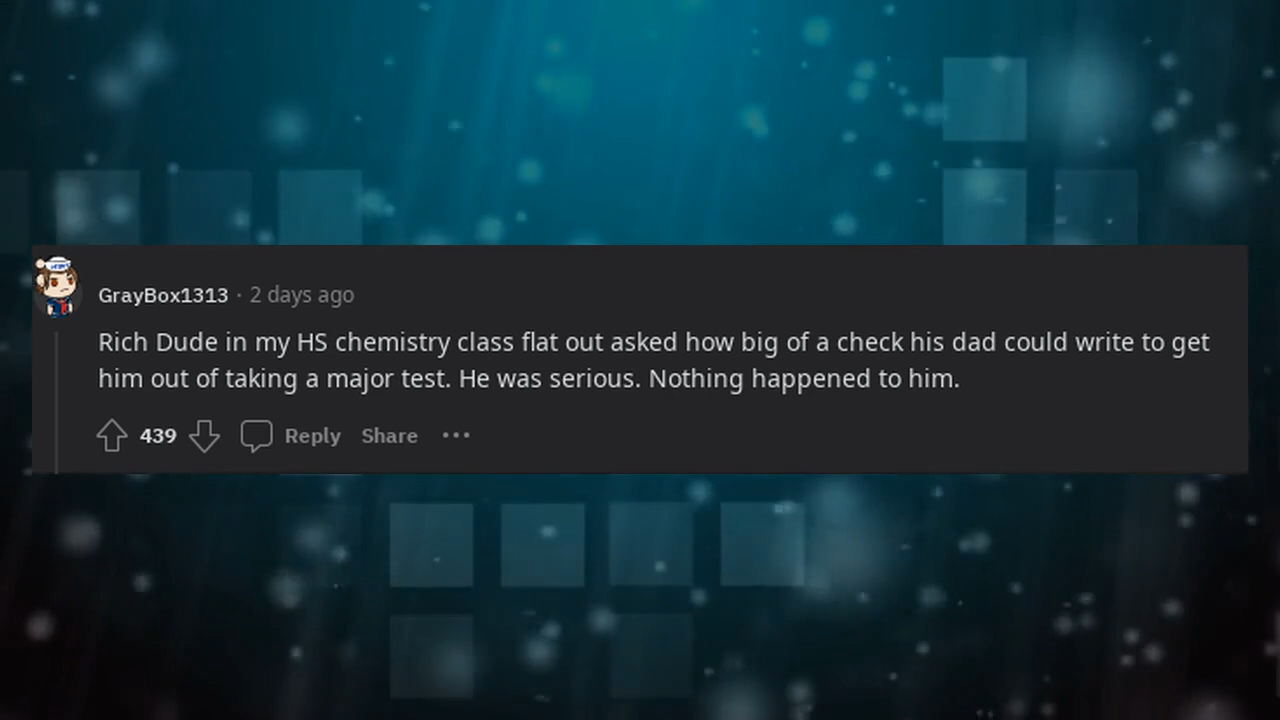 GrayBox1313 · 2 days ago
Rich Dude in my HS chemistry class flat out asked how big of a check his dad could write to get
him out of taking a major test. He was serious. Nothing happened to him.
439 Reply Share ···